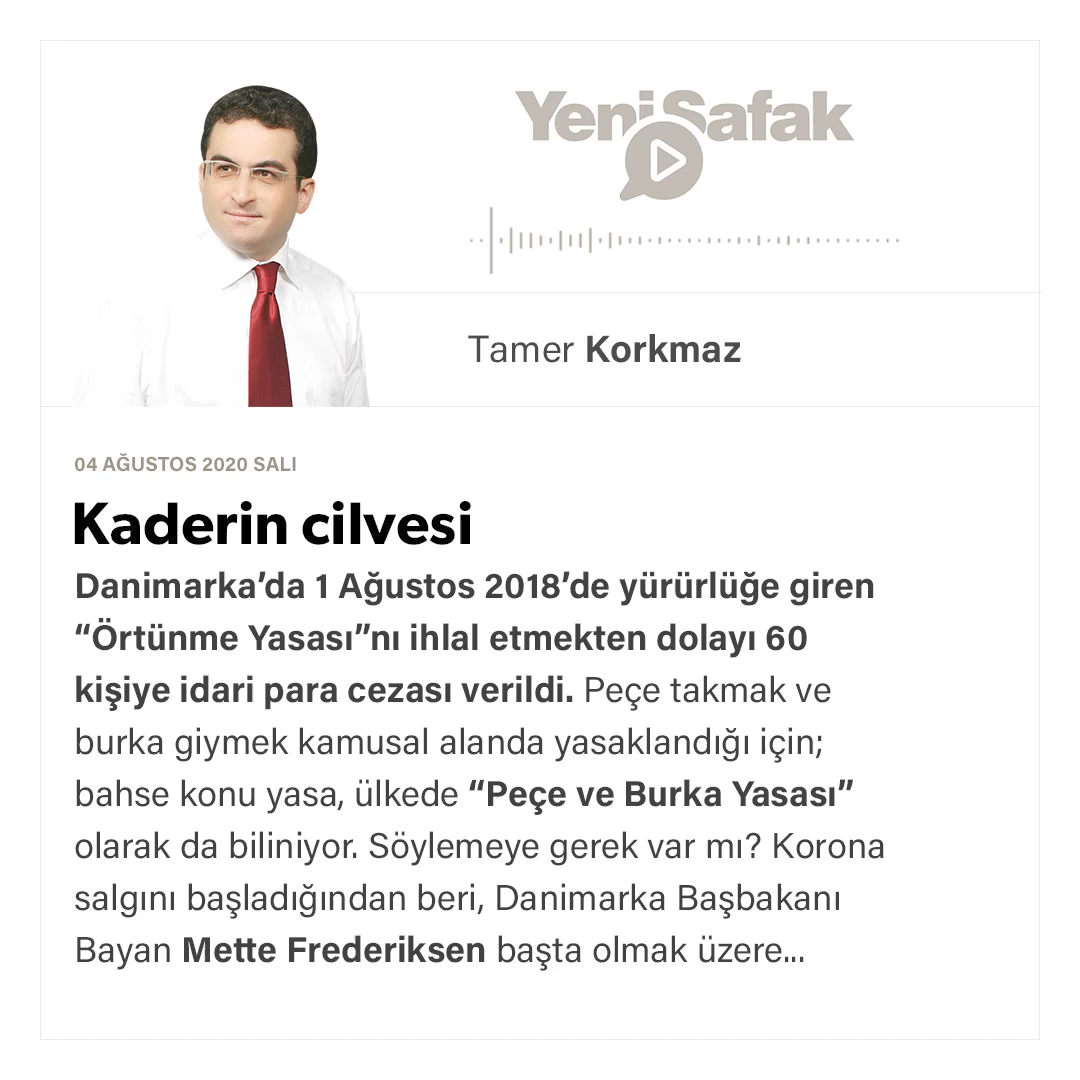 Yeni Şafak
Tamer Korkmaz
04 AĞUSTOS 2020 SALI
Kaderin cilvesi
Danimarka’da 1 Ağustos 2018’de yürürlüğe giren
“Örtünme Yasası”nı ihlal etmekten dolayı 60
kişiye idari para cezası verildi. Peçe takmak ve
burka giymek kamusal alanda yasaklandığı için;
bahse konu yasa, ülkede “Peçe ve Burka Yasası”
olarak da biliniyor. Söylemeye gerek var mı? Korona
salgını başladığından beri, Danimarka Başbakanı
Bayan Mette Frederiksen başta olmak üzere...